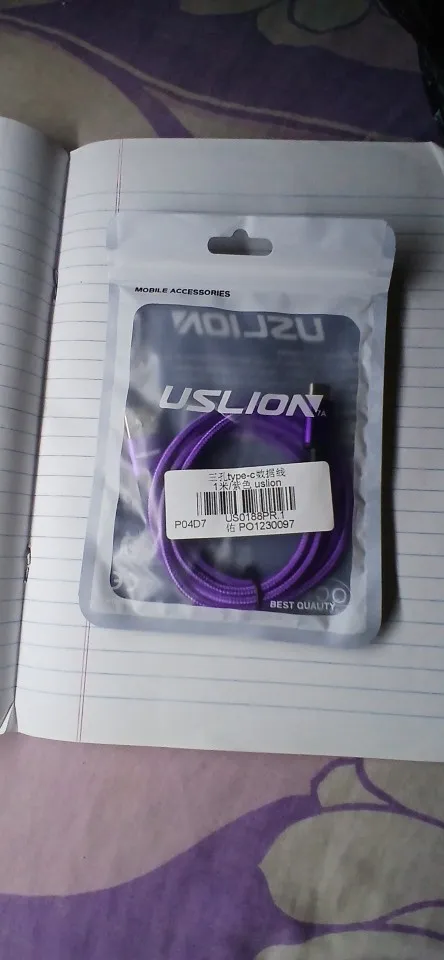 MOBILE ACCESSORIES
USLION
USLION
三孔type-c数据线
1米/紫色 uslion
P04D7
US0188PR.1
佑 PO1230097
BEST QUALITY